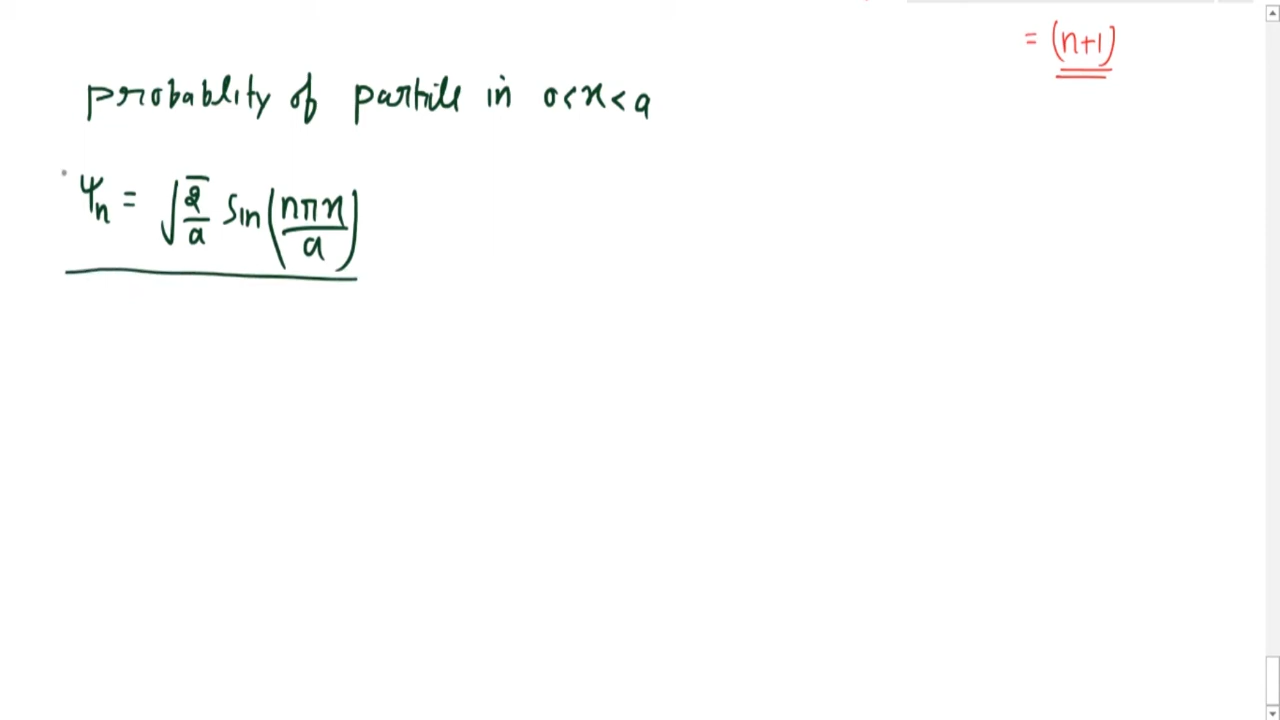 = (n+1)
probablity of partile in 0<x<a
ψn = √2/a sin(nπx/a)